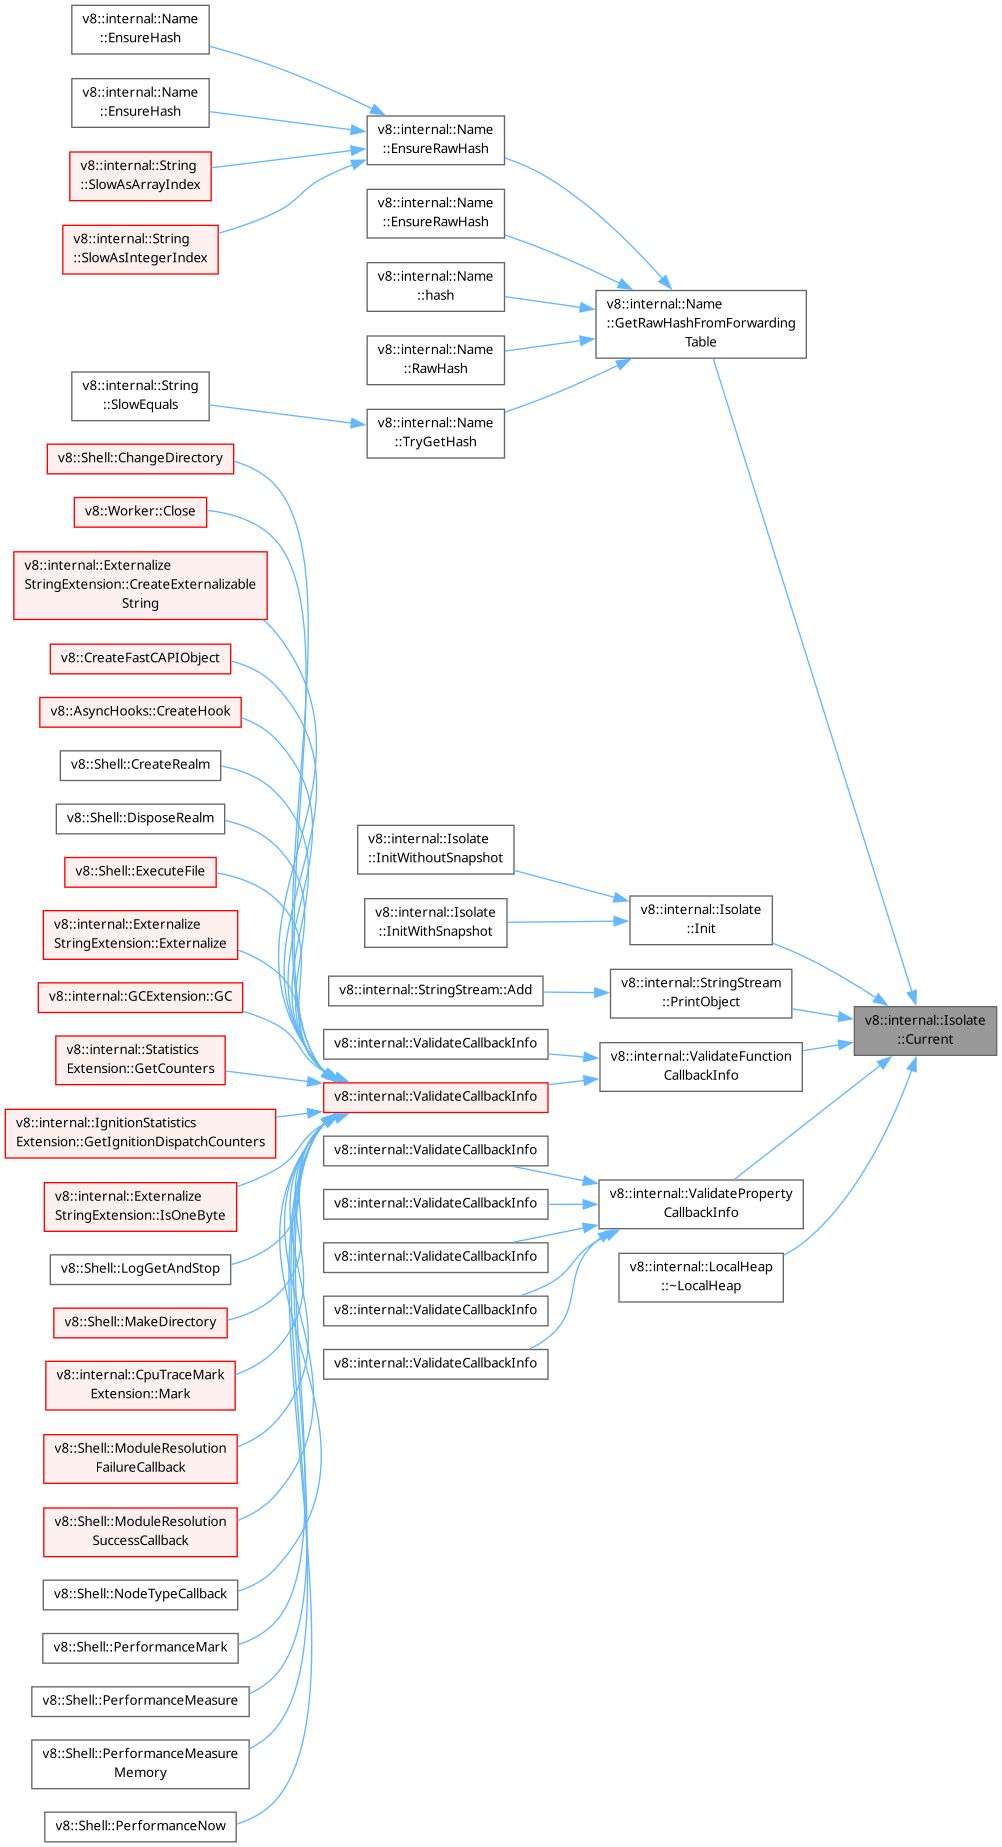 v8::internal::Name
::EnsureHash
v8::internal::Name
::EnsureHash
v8::internal::String
::SlowAsArrayIndex
v8::internal::String
::SlowAsIntegerIndex
v8::internal::String
::SlowEquals
v8::Shell::ChangeDirectory
v8::Worker::Close
v8::internal::Externalize
StringExtension::CreateExternalizable
String
v8::CreateFastCAPIObject
v8::AsyncHooks::CreateHook
v8::Shell::CreateRealm
v8::Shell::DisposeRealm
v8::Shell::ExecuteFile
v8::internal::Externalize
StringExtension::Externalize
v8::internal::GCExtension::GC
v8::internal::Statistics
Extension::GetCounters
v8::internal::IgnitionStatistics
Extension::GetIgnitionDispatchCounters
v8::internal::Externalize
StringExtension::IsOneByte
v8::Shell::LogGetAndStop
v8::Shell::MakeDirectory
v8::internal::CpuTraceMark
Extension::Mark
v8::Shell::ModuleResolution
FailureCallback
v8::Shell::ModuleResolution
SuccessCallback
v8::Shell::NodeTypeCallback
v8::Shell::PerformanceMark
v8::Shell::PerformanceMeasure
v8::Shell::PerformanceMeasure
Memory
v8::Shell::PerformanceNow
v8::internal::Name
::EnsureRawHash
v8::internal::Name
::EnsureRawHash
v8::internal::Name
::hash
v8::internal::Name
::RawHash
v8::internal::Name
::TryGetHash
v8::internal::Isolate
::InitWithoutSnapshot
v8::internal::Isolate
::InitWithSnapshot
v8::internal::StringStream::Add
v8::internal::ValidateCallbackInfo
v8::internal::ValidateCallbackInfo
v8::internal::ValidateCallbackInfo
v8::internal::ValidateCallbackInfo
v8::internal::ValidateCallbackInfo
v8::internal::ValidateCallbackInfo
v8::internal::ValidateCallbackInfo
v8::internal::Name
::GetRawHashFromForwarding
Table
v8::internal::Isolate
::Init
v8::internal::StringStream
::PrintObject
v8::internal::ValidateFunction
CallbackInfo
v8::internal::ValidateProperty
CallbackInfo
v8::internal::LocalHeap
::~LocalHeap
v8::internal::Isolate
::Current